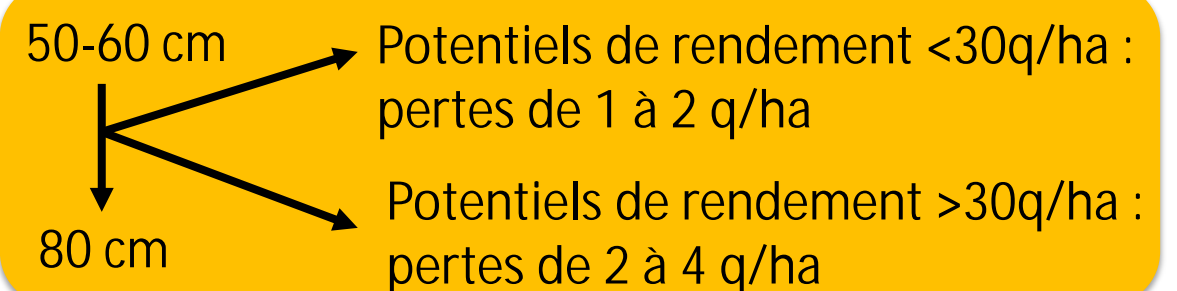 50-60 cm
Potentiels de rendement <30q/ha :
pertes de 1 à 2 q/ha
Potentiels de rendement >30q/ha :
80 cm
pertes de 2 à 4 q/ha